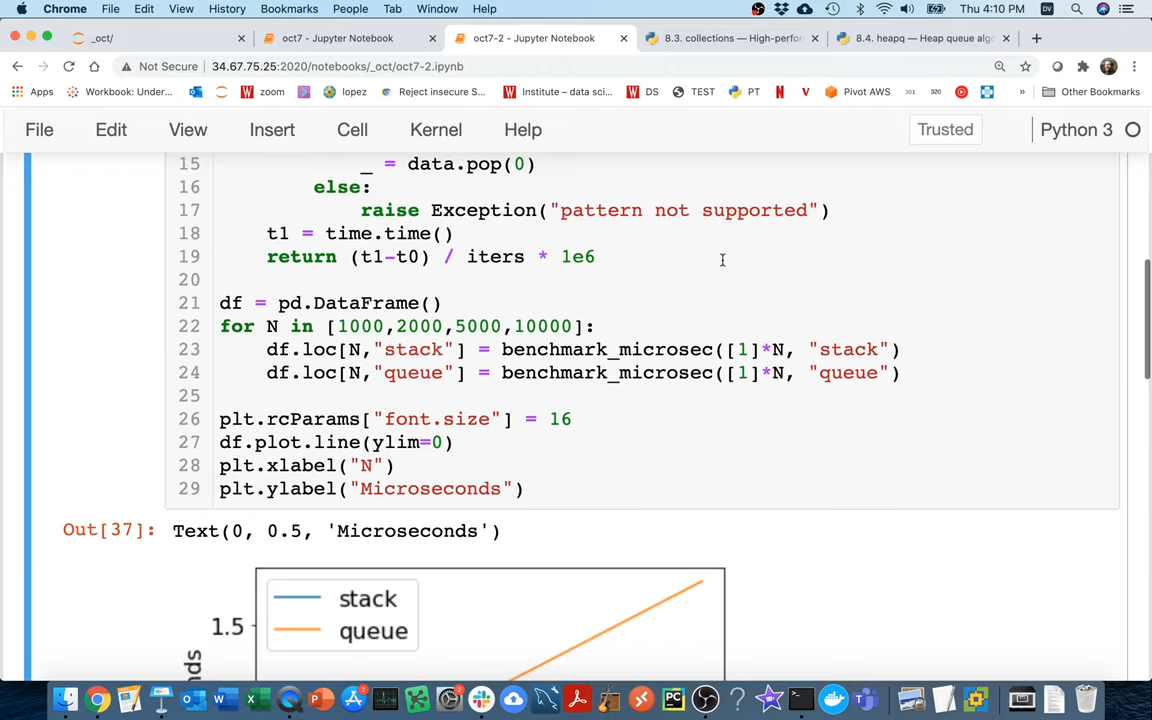 Chrome File Edit View History Bookmarks People Tab Window Help Thu 4:10 PM DV
_oct/ oct7 - Jupyter Notebook oct7-2 - Jupyter Notebook 8.3. collections — High-perfor 8.4. heapq — Heap queue algo
Not Secure 34.67.75.25:2020/notebooks/_oct/oct7-2.ipynb
Apps Workbook: Under... zoom lopez Reject insecure S... Institute – data sci... DS TEST PT Pivot AWS 301 320 » Other Bookmarks
File Edit View Insert Cell Kernel Help Trusted Python 3
15 _ = data.pop(0)
16 else:
17 raise Exception("pattern not supported")
18 t1 = time.time()
19 return (t1-t0) / iters * 1e6
20
21 df = pd.DataFrame()
22 for N in [1000,2000,5000,10000]:
23 df.loc[N,"stack"] = benchmark_microsec([1]*N, "stack")
24 df.loc[N,"queue"] = benchmark_microsec([1]*N, "queue")
25
26 plt.rcParams["font.size"] = 16
27 df.plot.line(ylim=0)
28 plt.xlabel("N")
29 plt.ylabel("Microseconds")
Out[37]: Text(0, 0.5, 'Microseconds')
stack
queue
1.5
nds